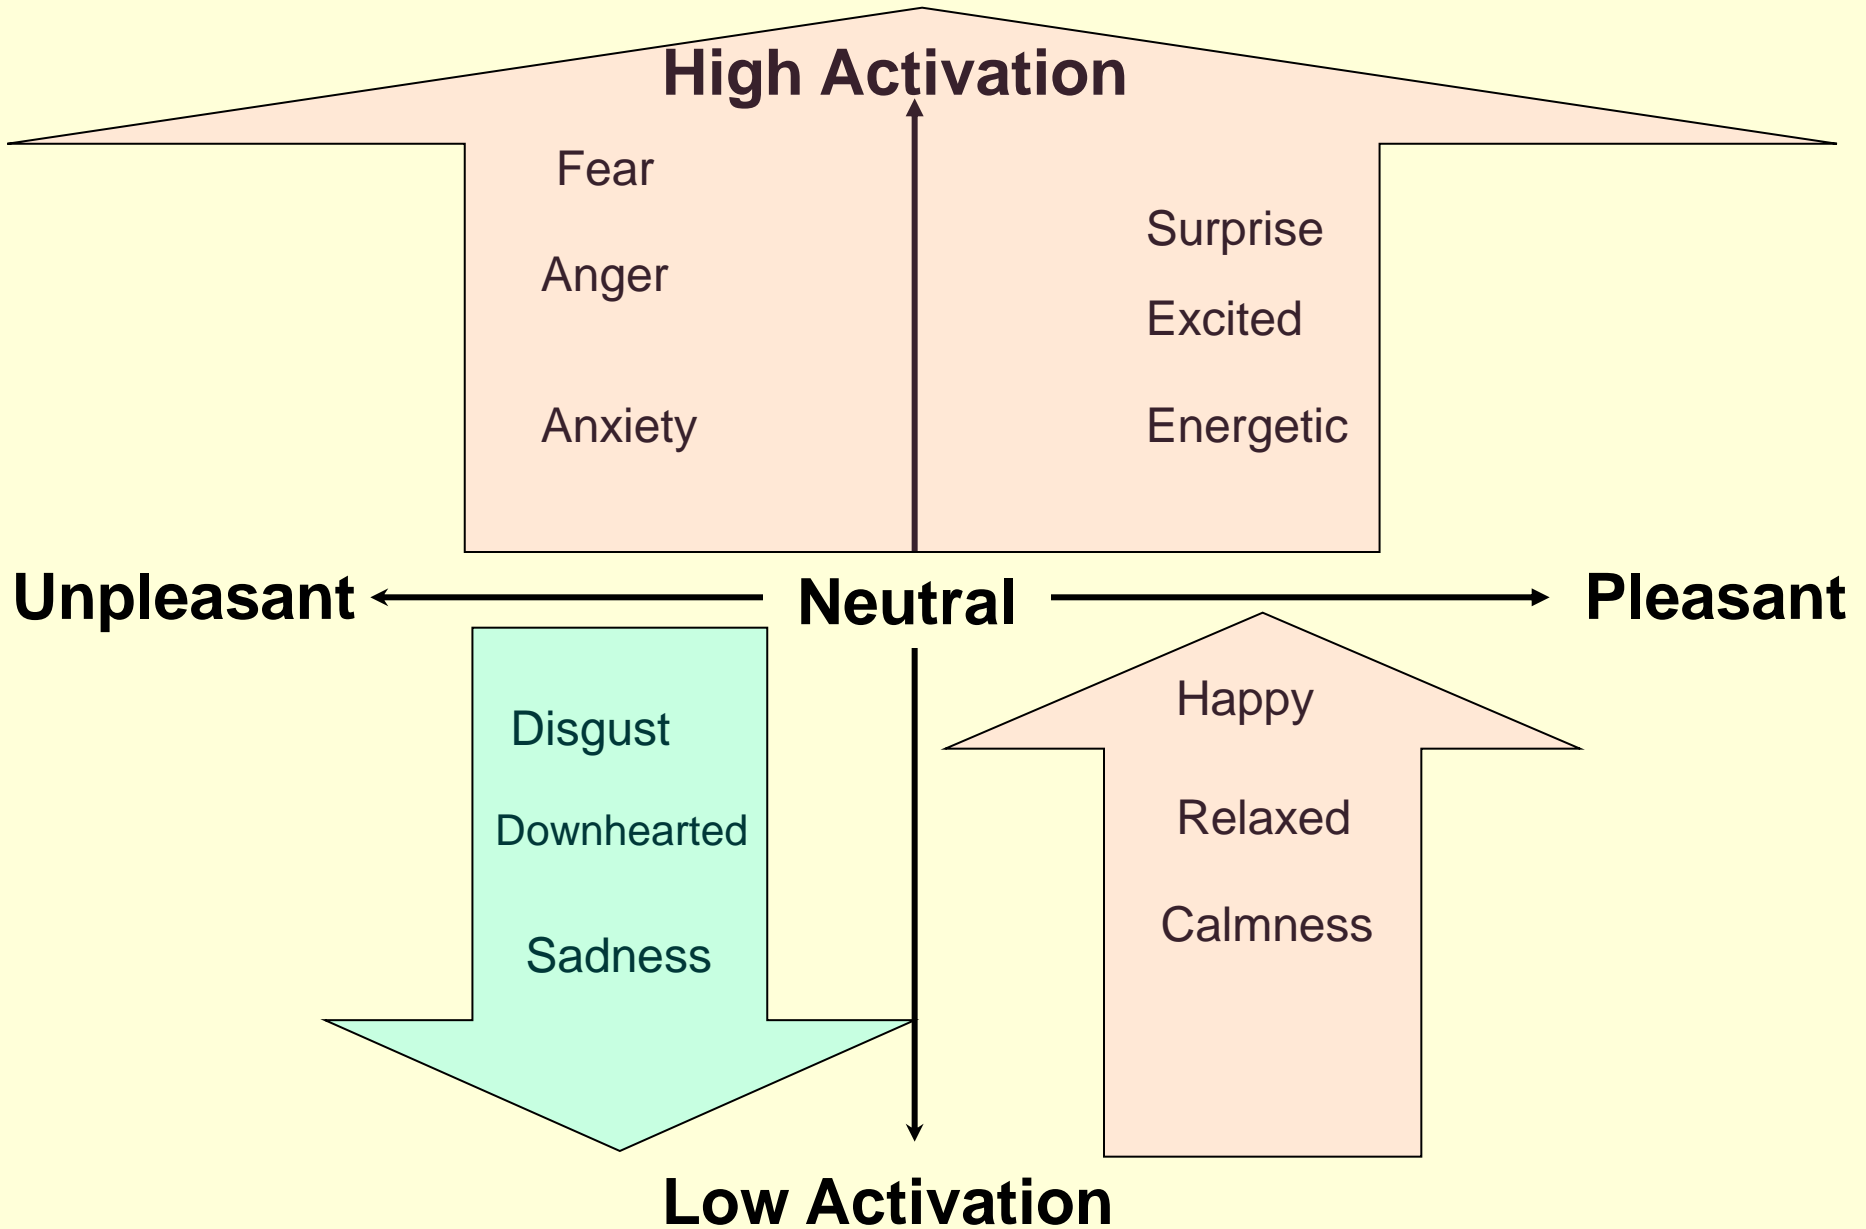 High Activation
Fear
Surprise
Anger
Excited
Anxiety
Energetic
Unpleasant
Neutral
Pleasant
Happy
Disgust
Relaxed
Downhearted
Calmness
Sadness
Low Activation